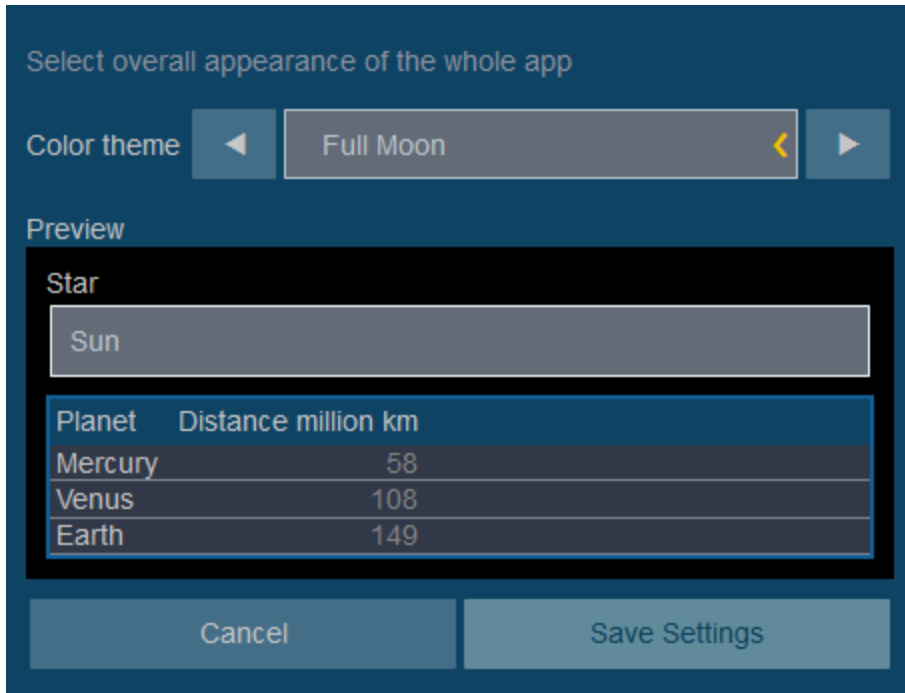 Select overall appearance of the whole app
Color theme ◀ Full Moon ‹ ▶
Preview
Star
Sun
Planet Distance million km
Mercury 58
Venus 108
Earth 149
Cancel Save Settings